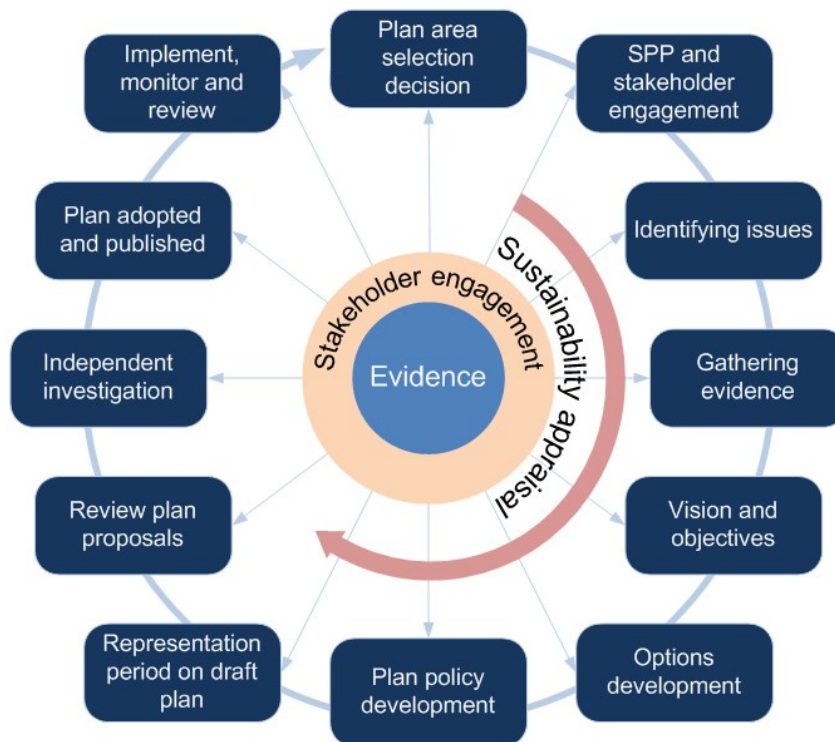 Plan area
selection
decision
SPP and
stakeholder
engagement
Identifying issues
Gathering
evidence
Vision and
objectives
Options
development
Plan policy
development
Representation
period on draft
plan
Review plan
proposals
Independent
investigation
Plan adopted
and published
Implement,
monitor and
review
Stakeholder engagement
Evidence
Sustainability appraisal